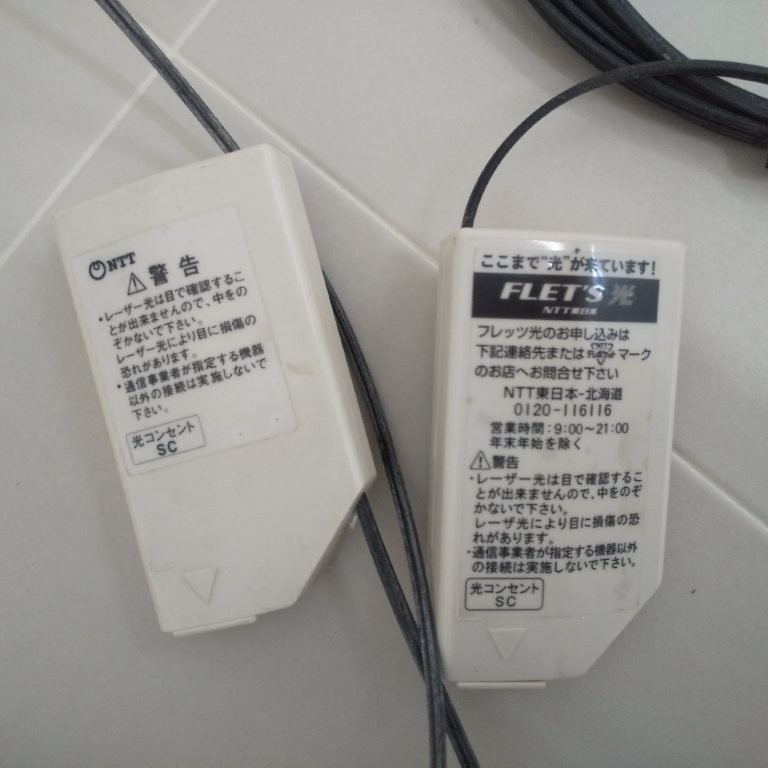 NTT
警告
・レーザー光は目で確認するこ
とが出来ませんので、中をの
ぞかないで下さい。
レーザー光により目に損傷の
恐れがあります。
・通信事業者が指定する機器
以外の接続は実施しないで
下さい。
光コンセント
SC
ここまで"光"が来ています!
FLET'S光
NTT東日本
フレッツ光のお申し込みは
下記連絡先または マーク
のお店へお問合せ下さい
NTT東日本-北海道
0120-116116
営業時間:9:00~21:00
年末年始を除く
警告
・レーザー光は目で確認するこ
とが出来ませんので、中をのぞ
かないで下さい。
レーザ光により目に損傷の恐
れがあります。
・通信事業者が指定する機器以外
の接続は実施しないで下さい。
光コンセント
SC